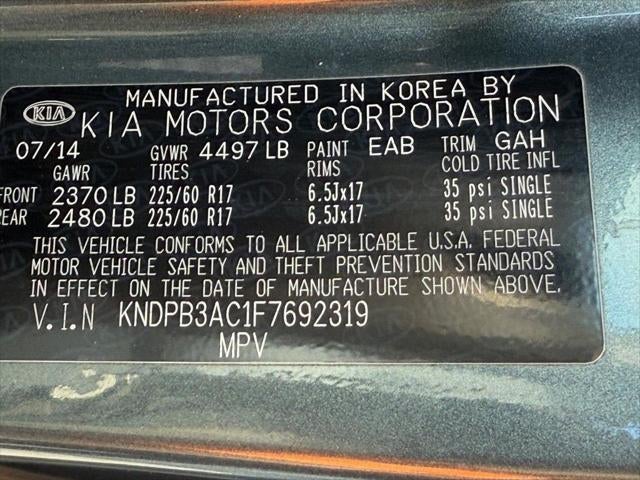 MANUFACTURED IN KOREA BY
KIA KIA MOTORS CORPORATION
07/14 GVWR 4497 LB PAINT EAB TRIM GAH
GAWR TIRES RIMS COLD TIRE INFL
FRONT 2370 LB 225/60 R17 6.5Jx17 35 psi SINGLE
REAR 2480 LB 225/60 R17 6.5Jx17 35 psi SINGLE
THIS VEHICLE CONFORMS TO ALL APPLICABLE U.S.A. FEDERAL
MOTOR VEHICLE SAFETY AND THEFT PREVENTION STANDARDS
IN EFFECT ON THE DATE OF MANUFACTURE SHOWN ABOVE.
V.I.N KNDPB3AC1F7692319
MPV